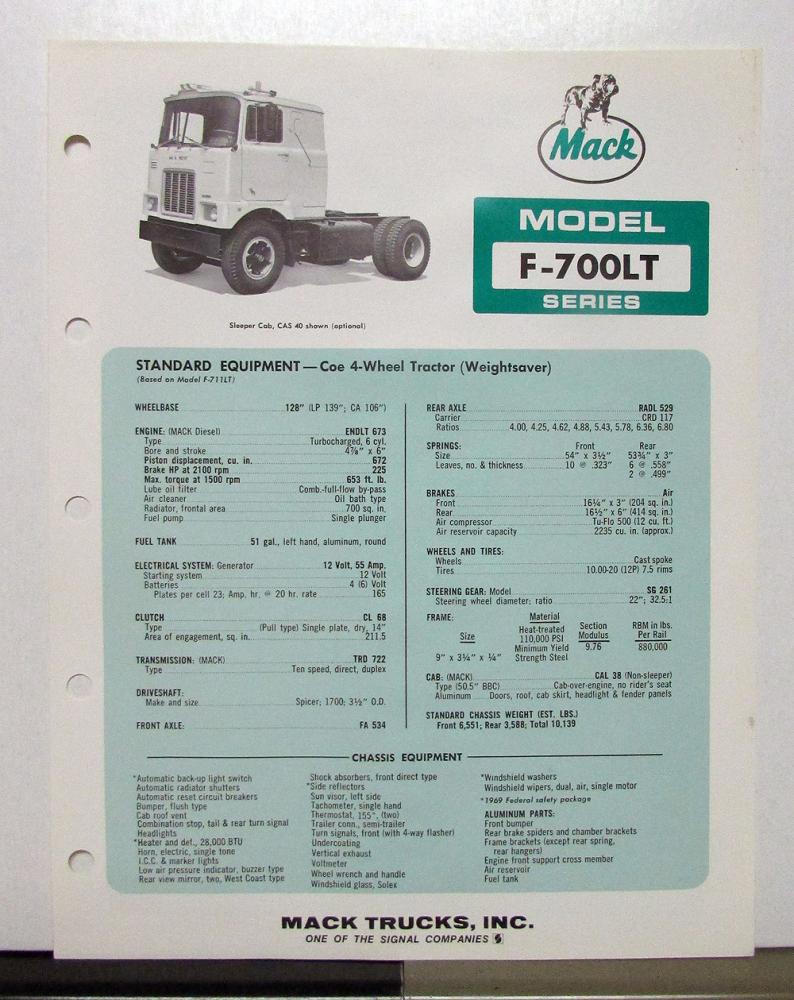 Mack
MODEL
F-700LT
SERIES
Sleeper Cab, CAS 40 shown (optional)
STANDARD EQUIPMENT—Coe 4-Wheel Tractor (Weightsaver)
(Based on Model F-711LT)
WHEELBASE 128" (LP 139"; CA 106")
ENGINE: (MACK Diesel) ENDLT 673
Type Turbocharged, 6 cyl.
Bore and stroke 4⅞" x 6"
Piston displacement, cu. in. 672
Brake HP at 2100 rpm 225
Max. torque at 1500 rpm 653 ft. lb.
Lube oil filter Comb.-full-flow by-pass
Air cleaner Oil bath type
Radiator, frontal area 700 sq. in.
Fuel pump Single plunger
FUEL TANK 51 gal., left hand, aluminum, round
ELECTRICAL SYSTEM: Generator 12 Volt, 55 Amp.
Starting system 12 Volt
Batteries 4 (6) Volt
Plates per cell 23; Amp. hr. @ 20 hr. rate 165
CLUTCH CL 68
Type (Pull type) Single plate, dry, 14"
Area of engagement, sq. in. 211.5
TRANSMISSION: (MACK) TRD 722
Type Ten speed, direct, duplex
DRIVESHAFT:
Make and size Spicer; 1700; 3½" O.D.
FRONT AXLE: FA 534
REAR AXLE RADL 529
Carrier CRD 117
Ratios 4.00, 4.25, 4.62, 4.88, 5.43, 5.78, 6.36, 6.80
SPRINGS: Front Rear
Size 54" x 3½" 53¾" x 3"
Leaves, no. & thickness 10 @ .323" 6 @ .558"
2 @ .499"
BRAKES Air
Front 16¼" x 3" (204 sq. in.)
Rear 16½" x 6" (414 sq. in.)
Air compressor Tu-Flo 500 (12 cu. ft.)
Air reservoir capacity 2235 cu. in. (approx.)
WHEELS AND TIRES:
Wheels Cast spoke
Tires 10.00-20 (12P) 7.5 rims
STEERING GEAR: Model SG 261
Steering wheel diameter; ratio 22"; 32.5:1
FRAME: Material
Size Heat-treated 110,000 PSI Minimum Yield Strength Steel Section Modulus RBM in lbs. Per Rail
9" x 3¼" x ¼" 9.76 880,000
CAB: (MACK) CAL 38 (Non-sleeper)
Type (50.5" BBC) Cab-over-engine, no rider's seat
Aluminum Doors, roof, cab skirt, headlight & fender panels
STANDARD CHASSIS WEIGHT (EST. LBS.)
Front 6,551; Rear 3,588; Total 10,139
CHASSIS EQUIPMENT
*Automatic back-up light switch
Automatic radiator shutters
Automatic reset circuit breakers
Bumper, flush type
Cab roof vent
Combination stop, tail & rear turn signal
Headlights
*Heater and def., 28,000 BTU
Horn, electric, single tone
I.C.C. & marker lights
Low air pressure indicator, buzzer type
Rear view mirror, two, West Coast type
Shock absorbers, front direct type
*Side reflectors
Sun visor, left side
Tachometer, single hand
Thermostat, 155°, (two)
Trailer conn., semi-trailer
Turn signals, front (with 4-way flasher)
Undercoating
Vertical exhaust
Voltmeter
Wheel wrench and handle
Windshield glass, Solex
*Windshield washers
Windshield wipers, dual, air, single motor
*1969 Federal safety package
ALUMINUM PARTS:
Front bumper
Rear brake spiders and chamber brackets
Frame brackets (except rear spring,
rear hangers)
Engine front support cross member
Air reservoir
Fuel tank
MACK TRUCKS, INC.
ONE OF THE SIGNAL COMPANIES